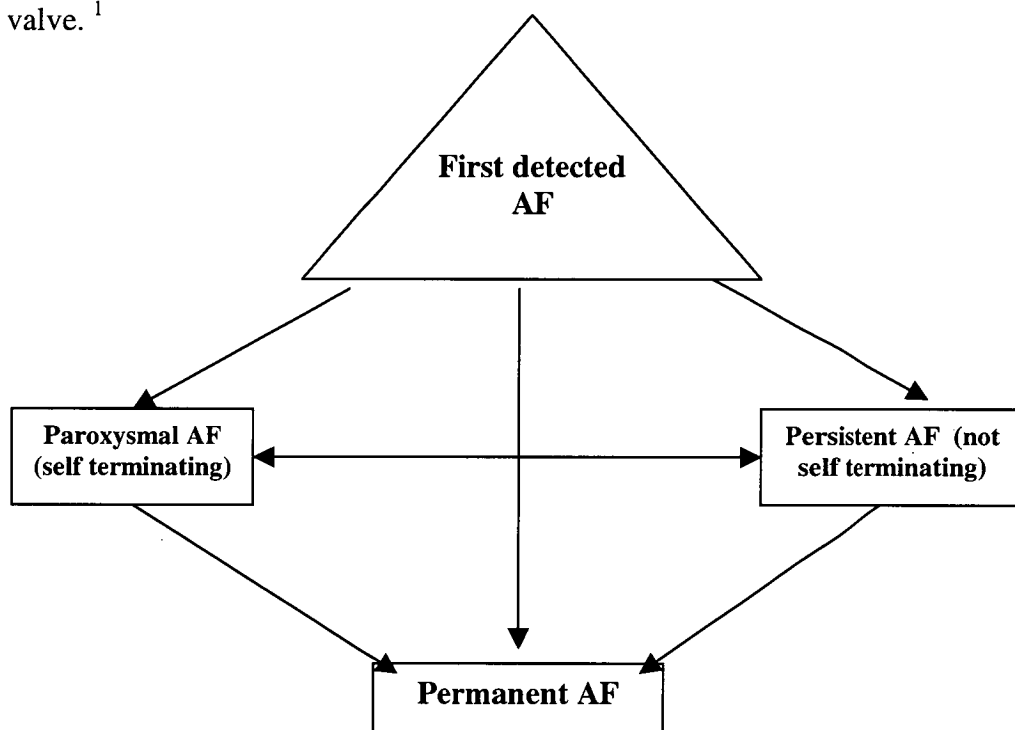 valve. 1
First detected
AF
Paroxysmal AF
(self terminating)
Persistent AF (not
self terminating)
Permanent AF